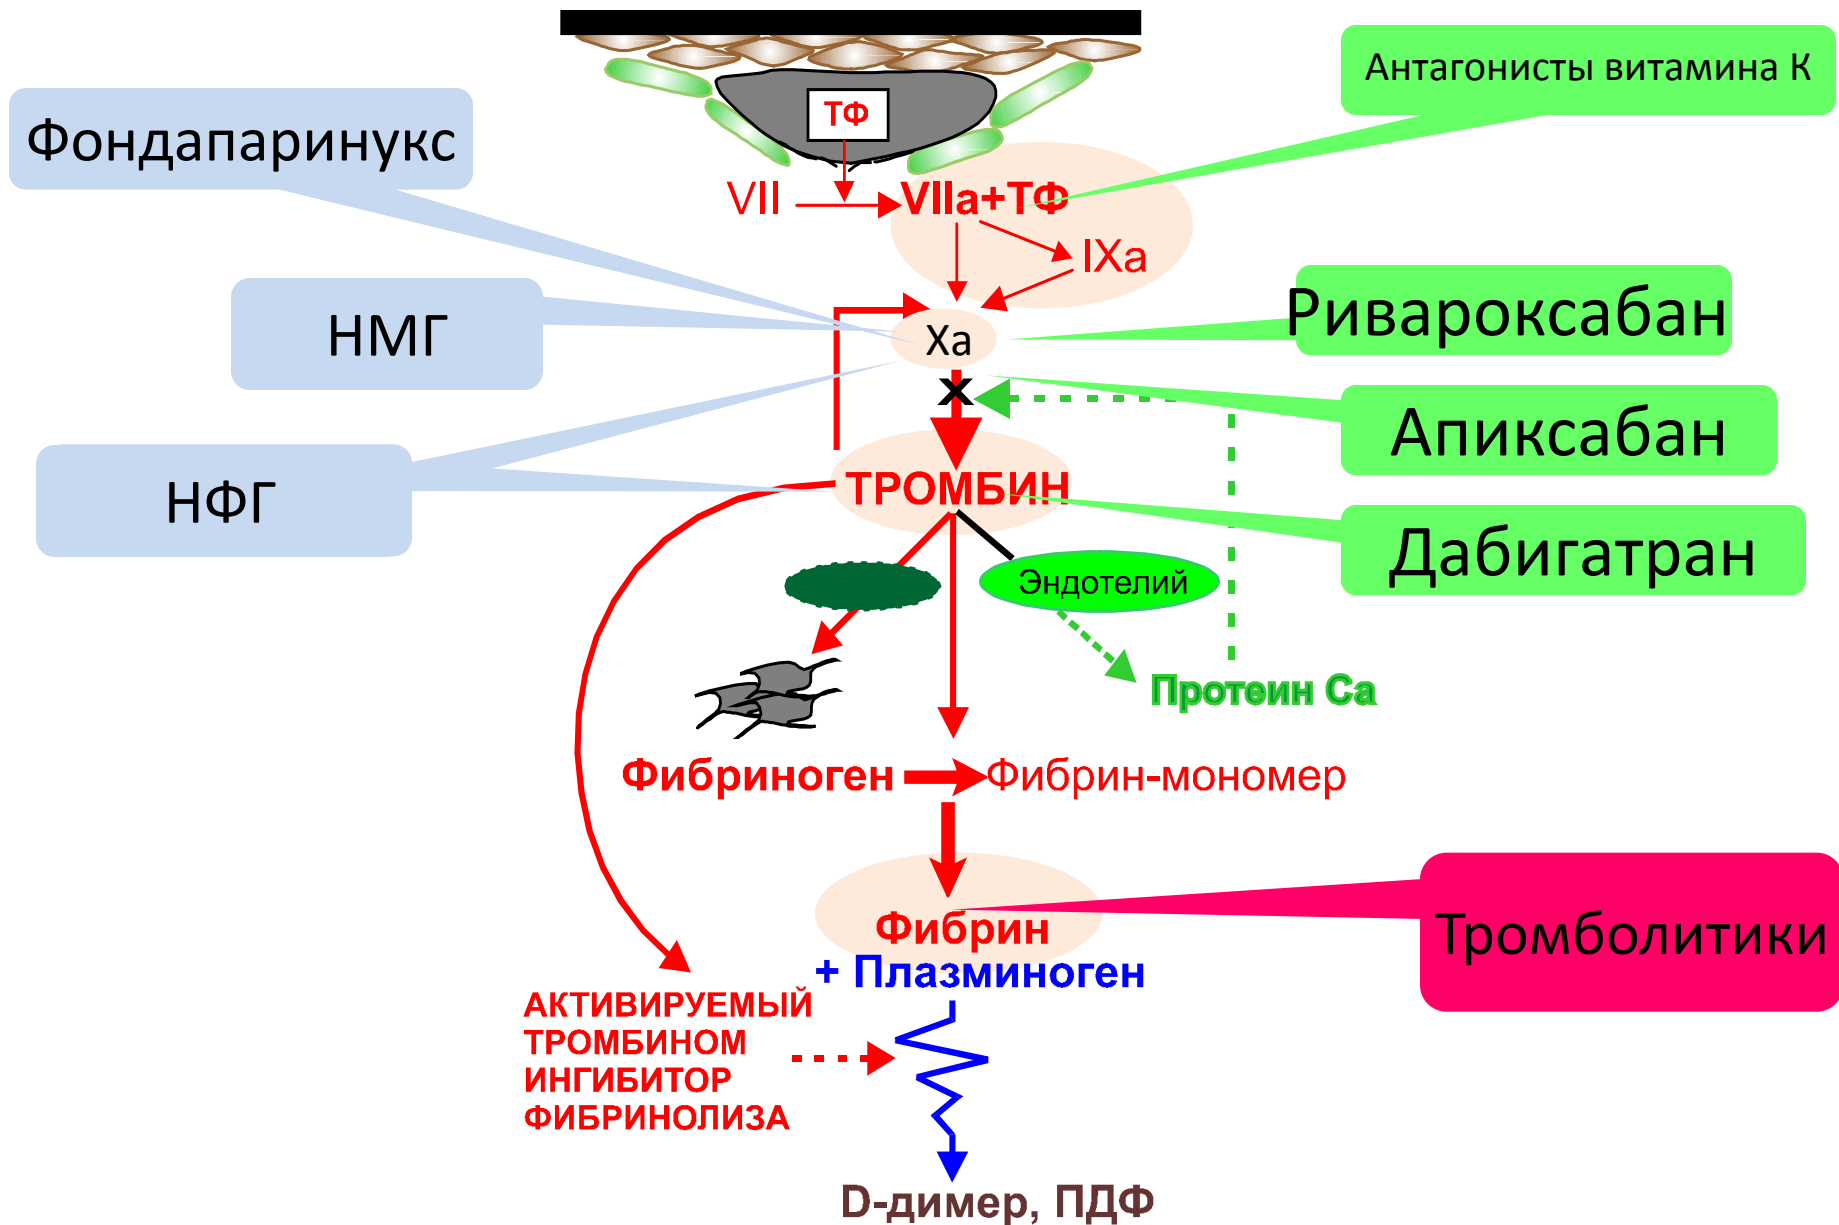 Антагонисты витамина К
ТФ
Фондапаринукс
VII
VIIa+ТФ
IXa
НМГ
Ривароксабан
Ха
Апиксабан
НФГ
ТРОМБИН
Дабигатран
Эндотелий
Протеин Са
Фибриноген
Фибрин-мономер
Тромболитики
Фибрин
+ Плазминоген
АКТИВИРУЕМЫЙ
ТРОМБИНОМ
ИНГИБИТОР
ФИБРИНОЛИЗА
D-димер, ПДФ